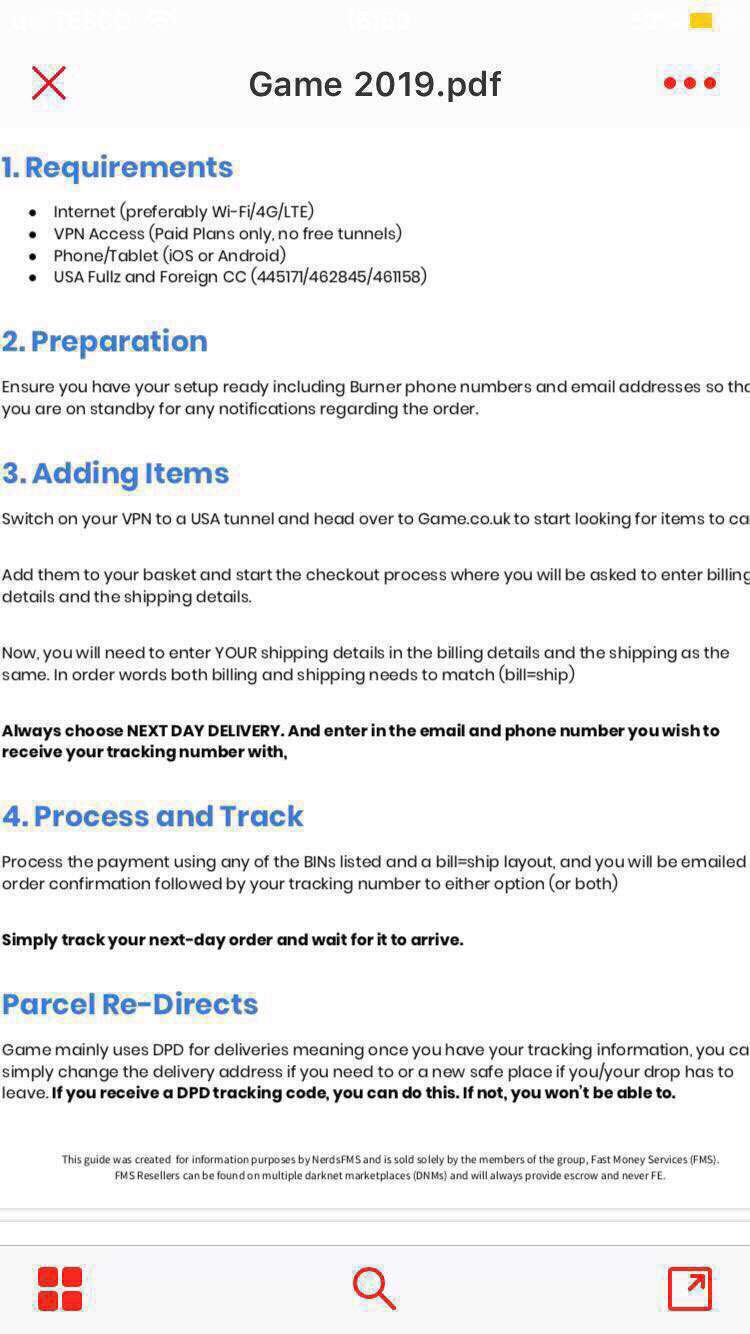 Game 2019.pdf
1. Requirements
Internet (preferably Wi-Fi/4G/LTE)
VPN Access (Paid Plans only, no free tunnels)
Phone/Tablet (iOS or Android)
USA Fullz and Foreign CC (445171/462845/461158)
2. Preparation
Ensure you have your setup ready including Burner phone numbers and email addresses so
you are on standby for any notifications regarding the order.
3. Adding Items
Switch on your VPN to a USA tunnel and head over to Game.co.uk to start looking for items to ca
Add them to your basket and start the checkout process where you will be asked to enter billing
details and the shipping details.
Now, you will need to enter YOUR shipping details in the billing details and the shipping as the
same. In order words both billing and shipping needs to match (bill=ship)
Always choose NEXT DAY DELIVERY. And enter in the email and phone number you wish to
receive your tracking number with,
4. Process and Track
Process the payment using any of the BINs listed and a bill=ship layout, and you will be emailed
order confirmation followed by your tracking number to either option (or both)
Simply track your next-day order and wait for it to arrive.
Parcel Re-Directs
Game mainly uses DPD for deliveries meaning once you have your tracking information, you ca
simply change the delivery address if you need to or a new safe place if you/your drop has to
leave. If you receive a DPD tracking code, you can do this. If not, you won't be able to.
This guide was created for information purposes by NerdsFMS and is sold solely by the members of the group, Fast Money Services (FMS).
FMS Resellers can be found on multiple darknet marketplaces (DNMs) and will always provide escrow and never FE.